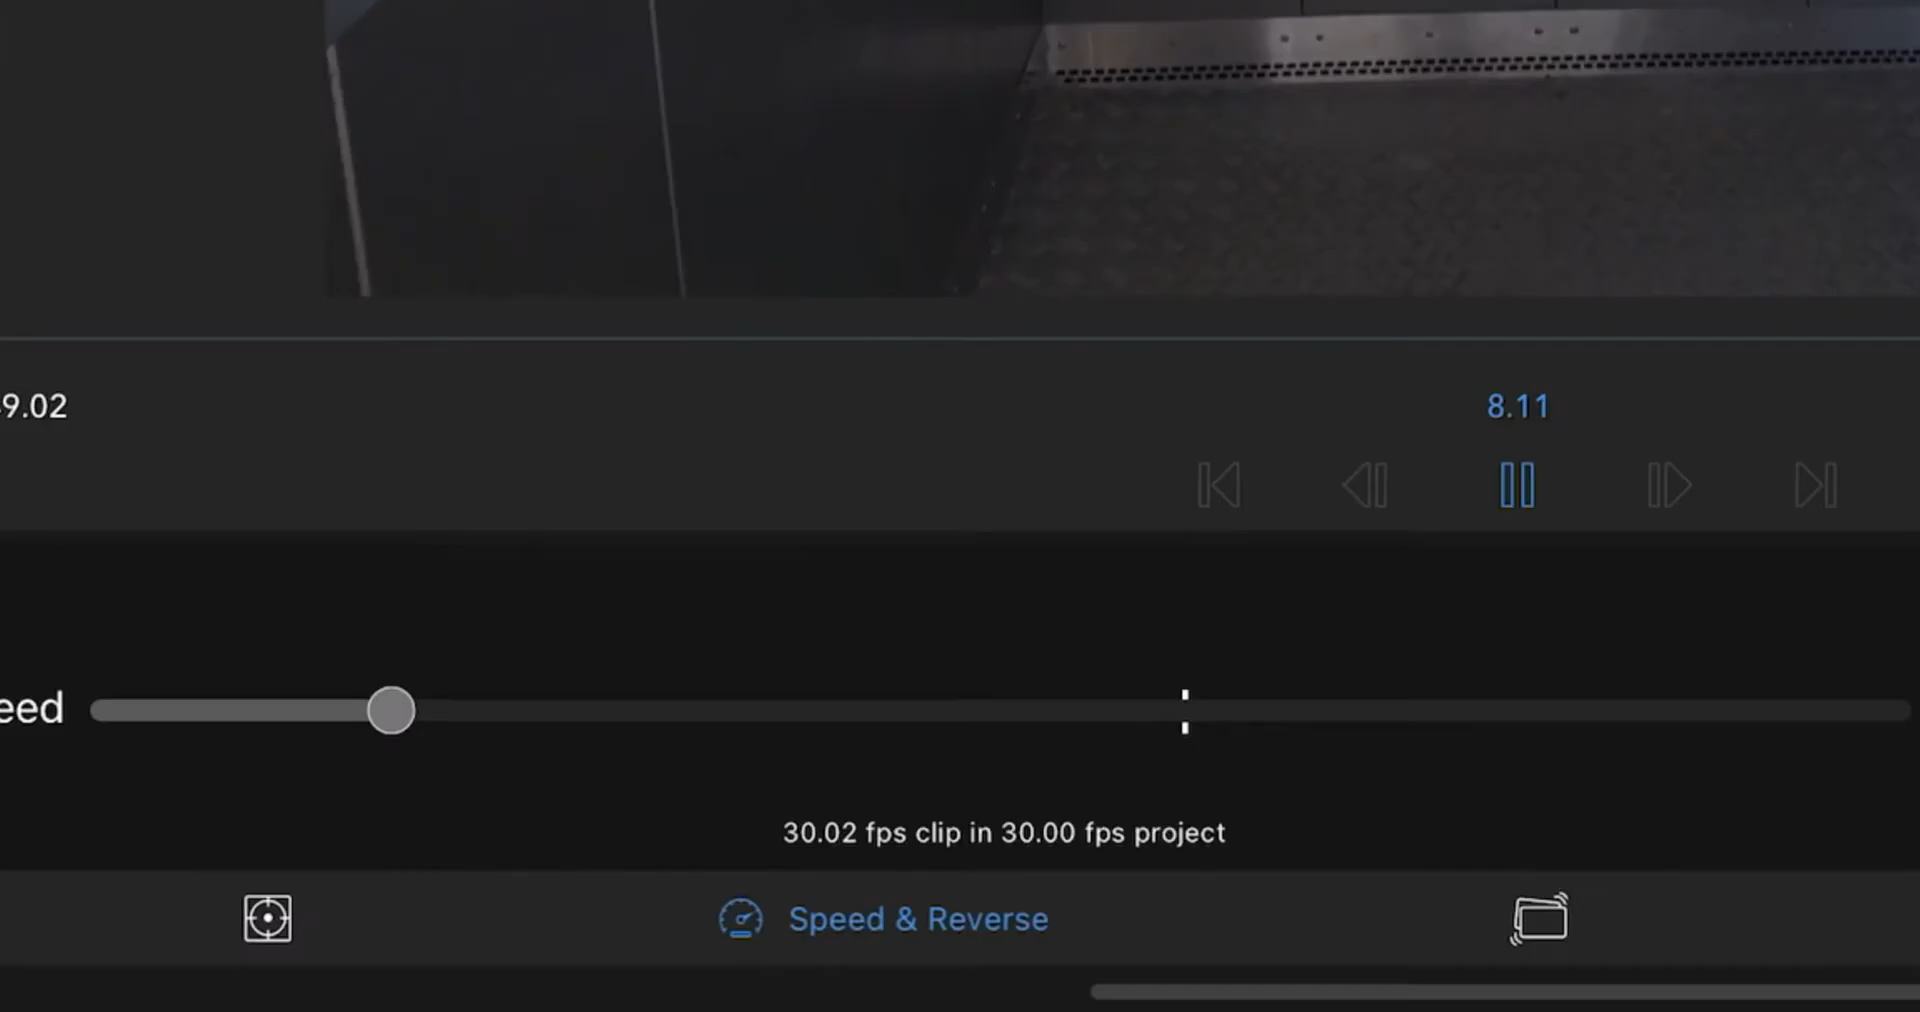 9.02
8.11
eed
30.02 fps clip in 30.00 fps project
Speed & Reverse